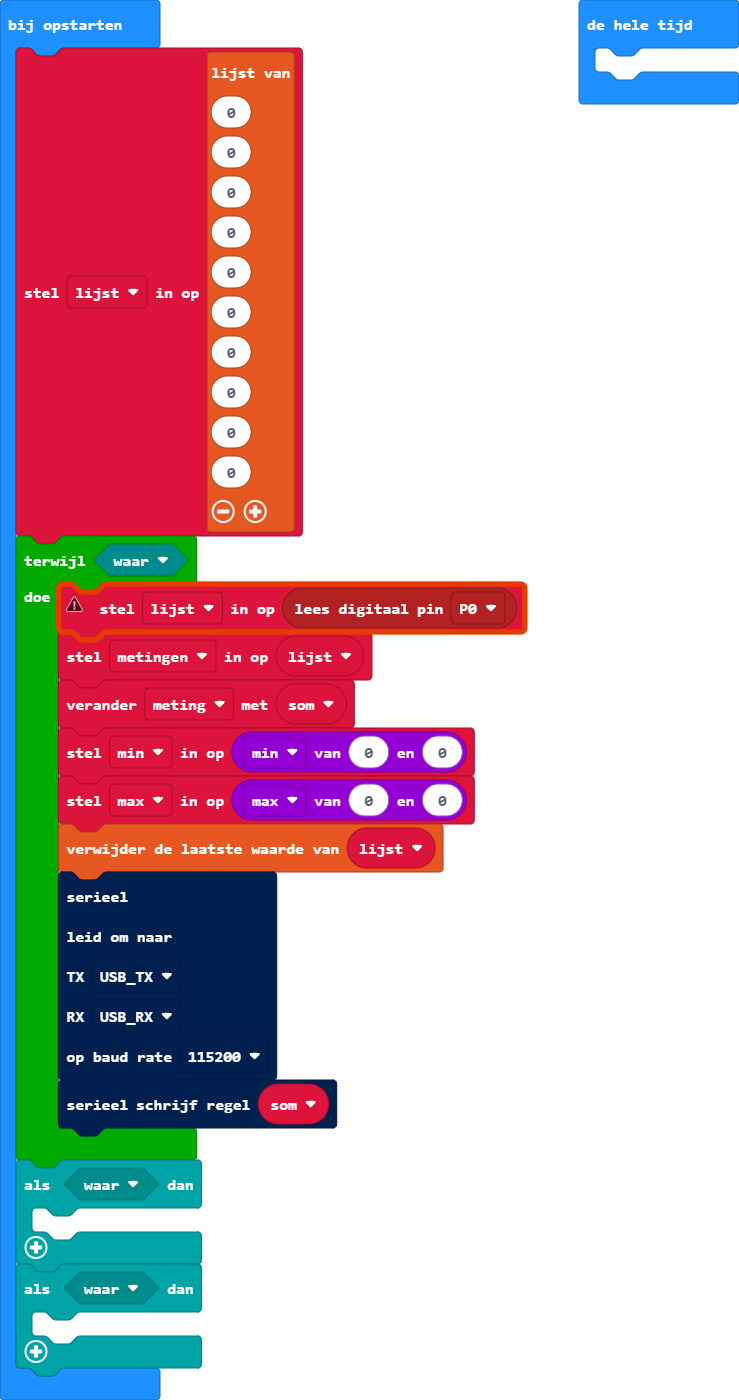 bij opstarten
de hele tijd
lijst van
0
0
0
0
0
stel lijst in op
0
0
0
0
0
terwijl waar
doe
stel lijst in op lees digitaal pin P0
stel metingen in op lijst
verander meting met som
stel min in op min van 0 en 0
stel max in op max van 0 en 0
verwijder de laatste waarde van lijst
serieel
leid om naar
TX USB_TX
RX USB_RX
op baud rate 115200
serieel schrijf regel som
als waar dan
als waar dan